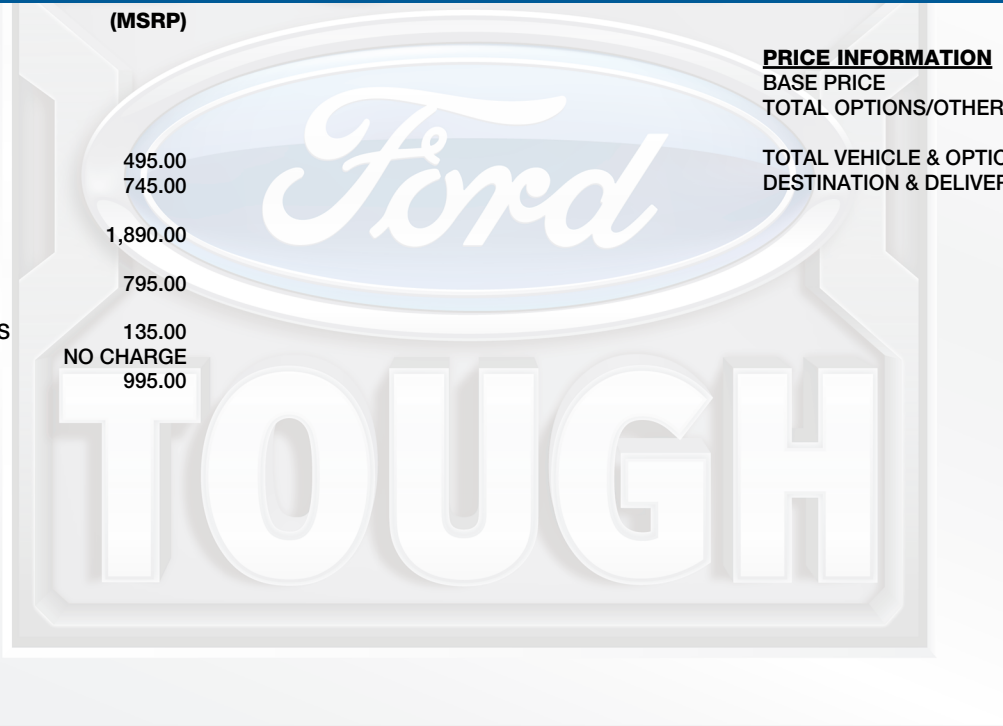 (MSRP)
495.00
745.00
1,890.00
795.00
S 135.00
NO CHARGE
995.00
PRICE INFORMATION
BASE PRICE
TOTAL OPTIONS/OTHER
TOTAL VEHICLE & OPTIO
DESTINATION & DELIVER
Ford
TOUGH